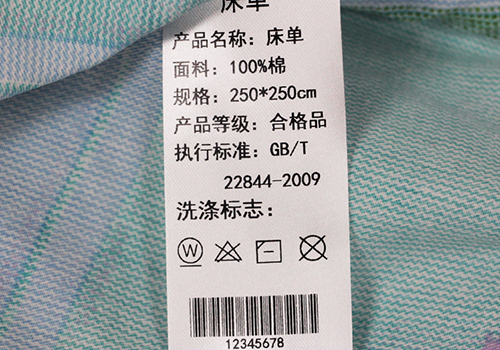 床单
产品名称：床单
面料：100%棉
规格：250*250cm
产品等级：合格品
执行标准：GB/T
22844-2009
洗涤标志：
W
12345678